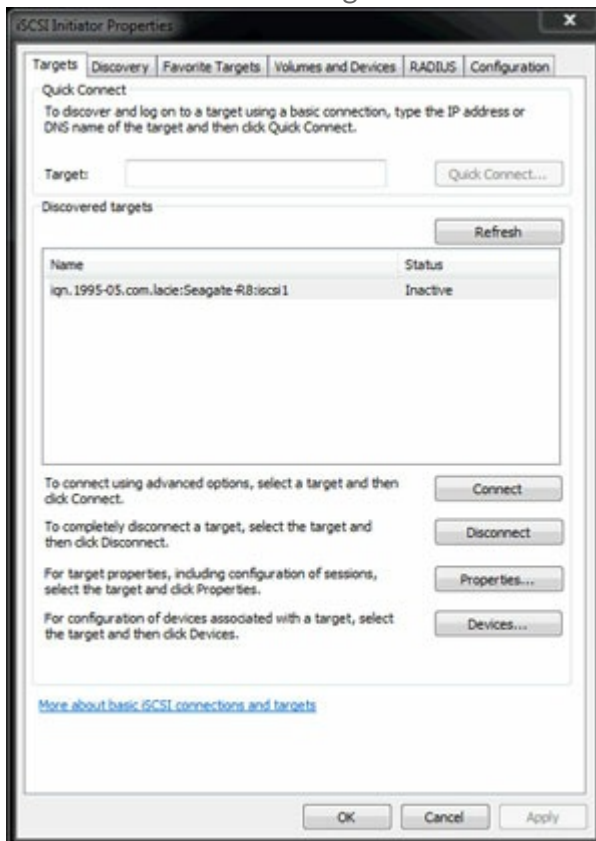 iSCSI Initiator Properties
Targets Discovery Favorite Targets Volumes and Devices RADIUS Configuration
Quick Connect
To discover and log on to a target using a basic connection, type the IP address or
DNS name of the target and then click Quick Connect.
Target:
Quick Connect...
Discovered targets
Refresh
Name Status
iqn.1995-05.com.lacie:Seagate-R8:iscsi1 Inactive
To connect using advanced options, select a target and then
click Connect.
Connect
To completely disconnect a target, select the target and
then click Disconnect.
Disconnect
For target properties, including configuration of sessions,
select the target and click Properties.
Properties...
For configuration of devices associated with a target, select
the target and then click Devices.
Devices...
More about basic iSCSI connections and targets
OK Cancel Apply